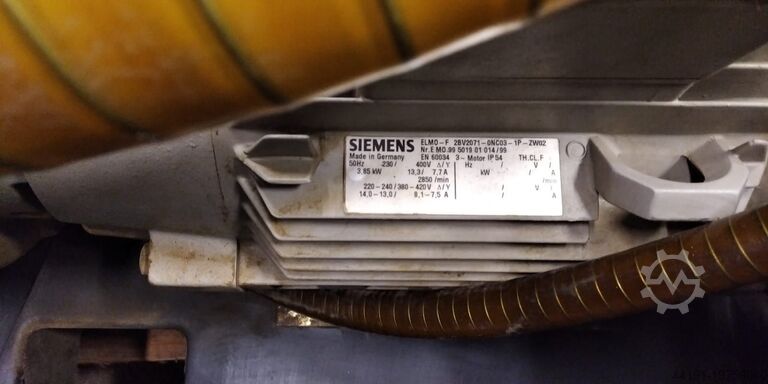 SIEMENS ELMO-F 2BV2071-0NC03-1P-ZW02
Nr.E MO.99 5019 01 014/99
Made in Germany EN 60034 3~Motor IP54 TH.CL.F
50Hz 230/ 400V Δ/Y Hz / V /
3,85 kW 13,3/ 7,7A kW / A
2850/min /min
220-240/380-420V Δ/Y / V /
14,0-13,0/ 8,1-7,5 A / A